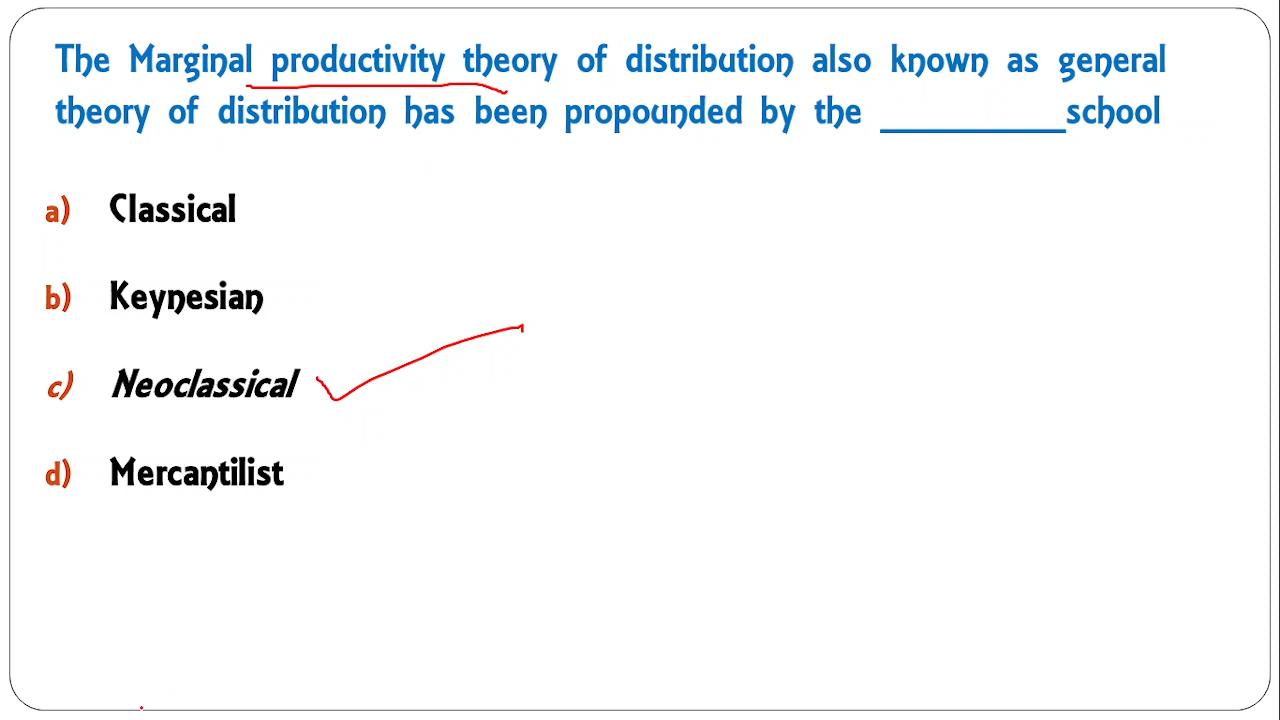 The Marginal productivity theory of distribution also known as general
theory of distribution has been propounded by the __________school
a) Classical
b) Keynesian
c) Neoclassical
d) Mercantilist